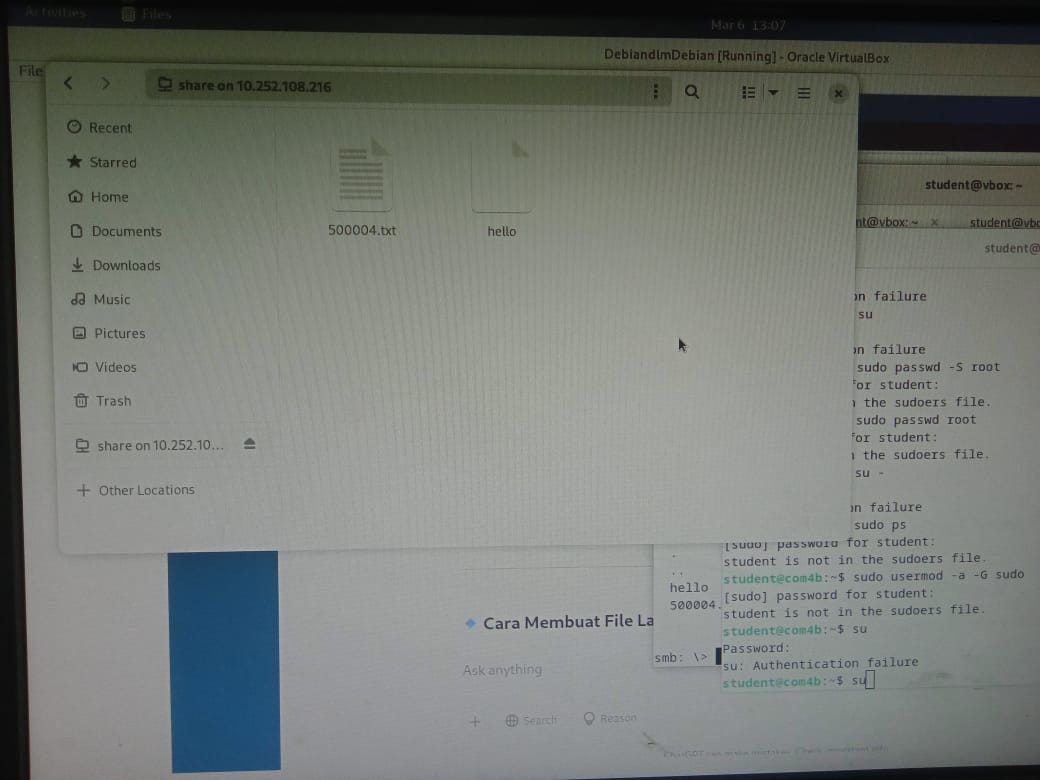 Activities Files
Mar 6 13:07
DebiandlmDebian [Running] - Oracle VirtualBox
File
share on 10.252.108.216
Recent
Starred
Home
Documents
Downloads
Music
Pictures
Videos
Trash
share on 10.252.10...
Other Locations
500004.txt
hello
student@vbox: ~
nt@vbox: ~ × student@vbo
student@
on failure
su
on failure
sudo passwd -S root
for student:
the sudoers file.
sudo passwd root
for student:
the sudoers file.
su -
on failure
sudo ps
[sudo] password for student:
student is not in the sudoers file.
student@com4b:~$ sudo usermod -a -G sudo
[sudo] password for student:
student is not in the sudoers file.
student@com4b:~$ su
Password:
su: Authentication failure
student@com4b:~$ su
.
..
hello
500004.
smb: \>
Cara Membuat File La
Ask anything
Search Reason
ChatGPT can make mistakes. Check important info.